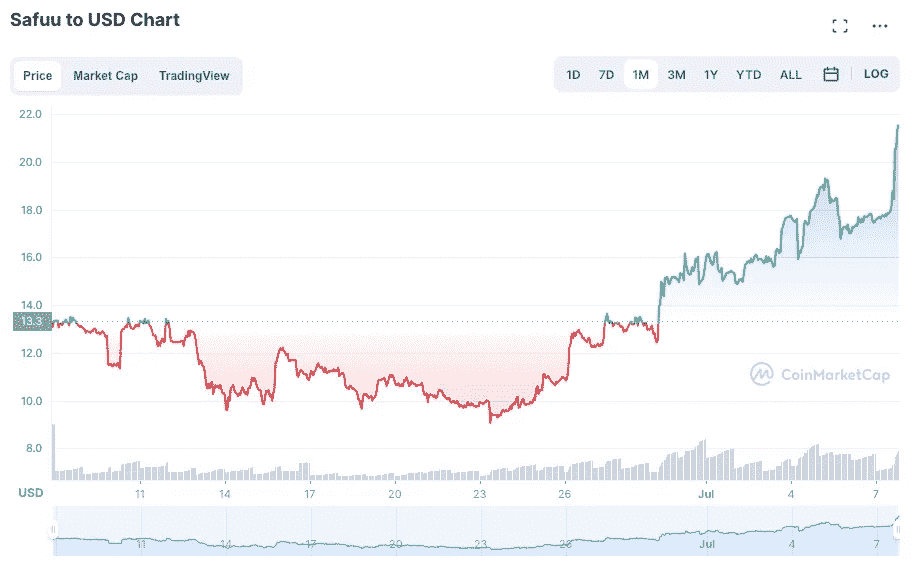 Safuu to USD Chart
Price Market Cap TradingView
1D 7D 1M 3M 1Y YTD ALL LOG
22.0
20.0
18.0
16.0
14.0
13.3
12.0
10.0
8.0
CoinMarketCap
USD 11 14 17 20 23 26 Jul 4 7
11 14 17 20 23 26 Jul 4 7